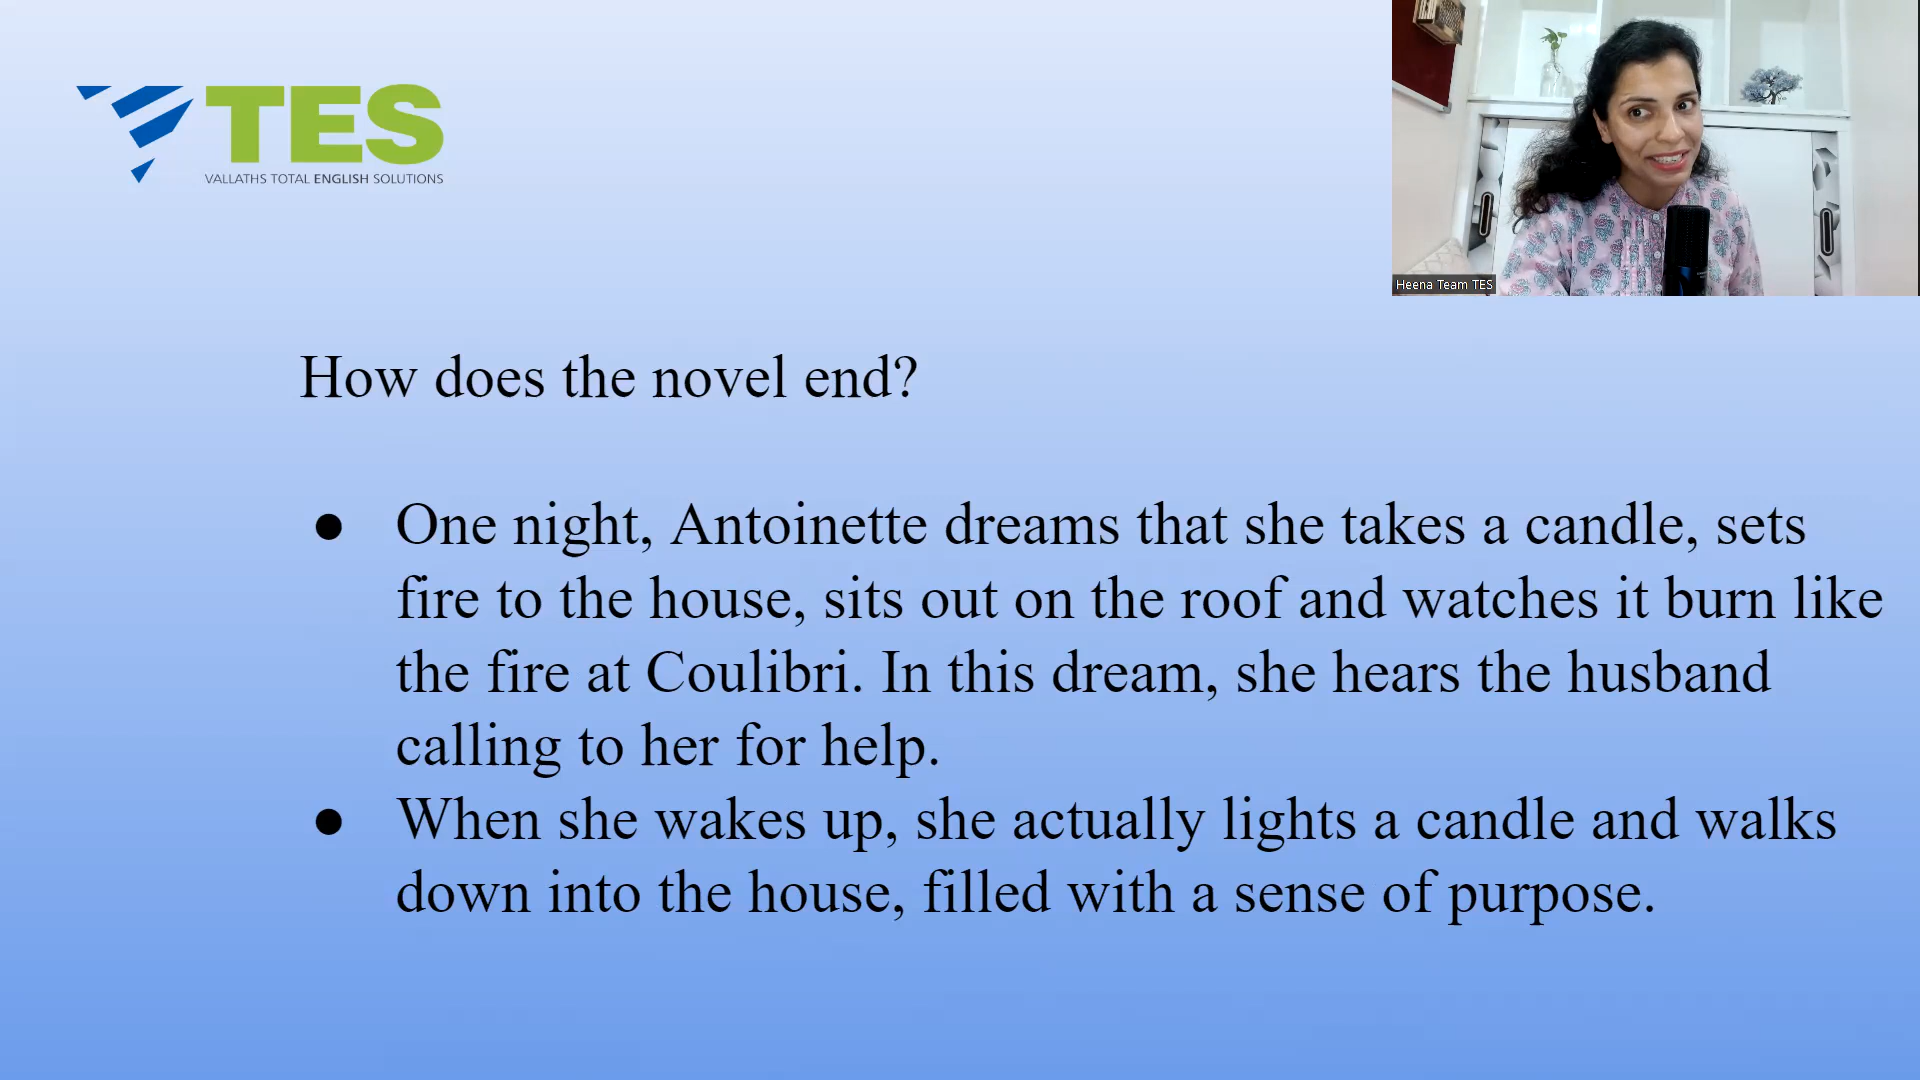 TES
VALLATHS TOTAL ENGLISH SOLUTIONS
Heena Team TES
How does the novel end?
● One night, Antoinette dreams that she takes a candle, sets
fire to the house, sits out on the roof and watches it burn like
the fire at Coulibri. In this dream, she hears the husband
calling to her for help.
● When she wakes up, she actually lights a candle and walks
down into the house, filled with a sense of purpose.